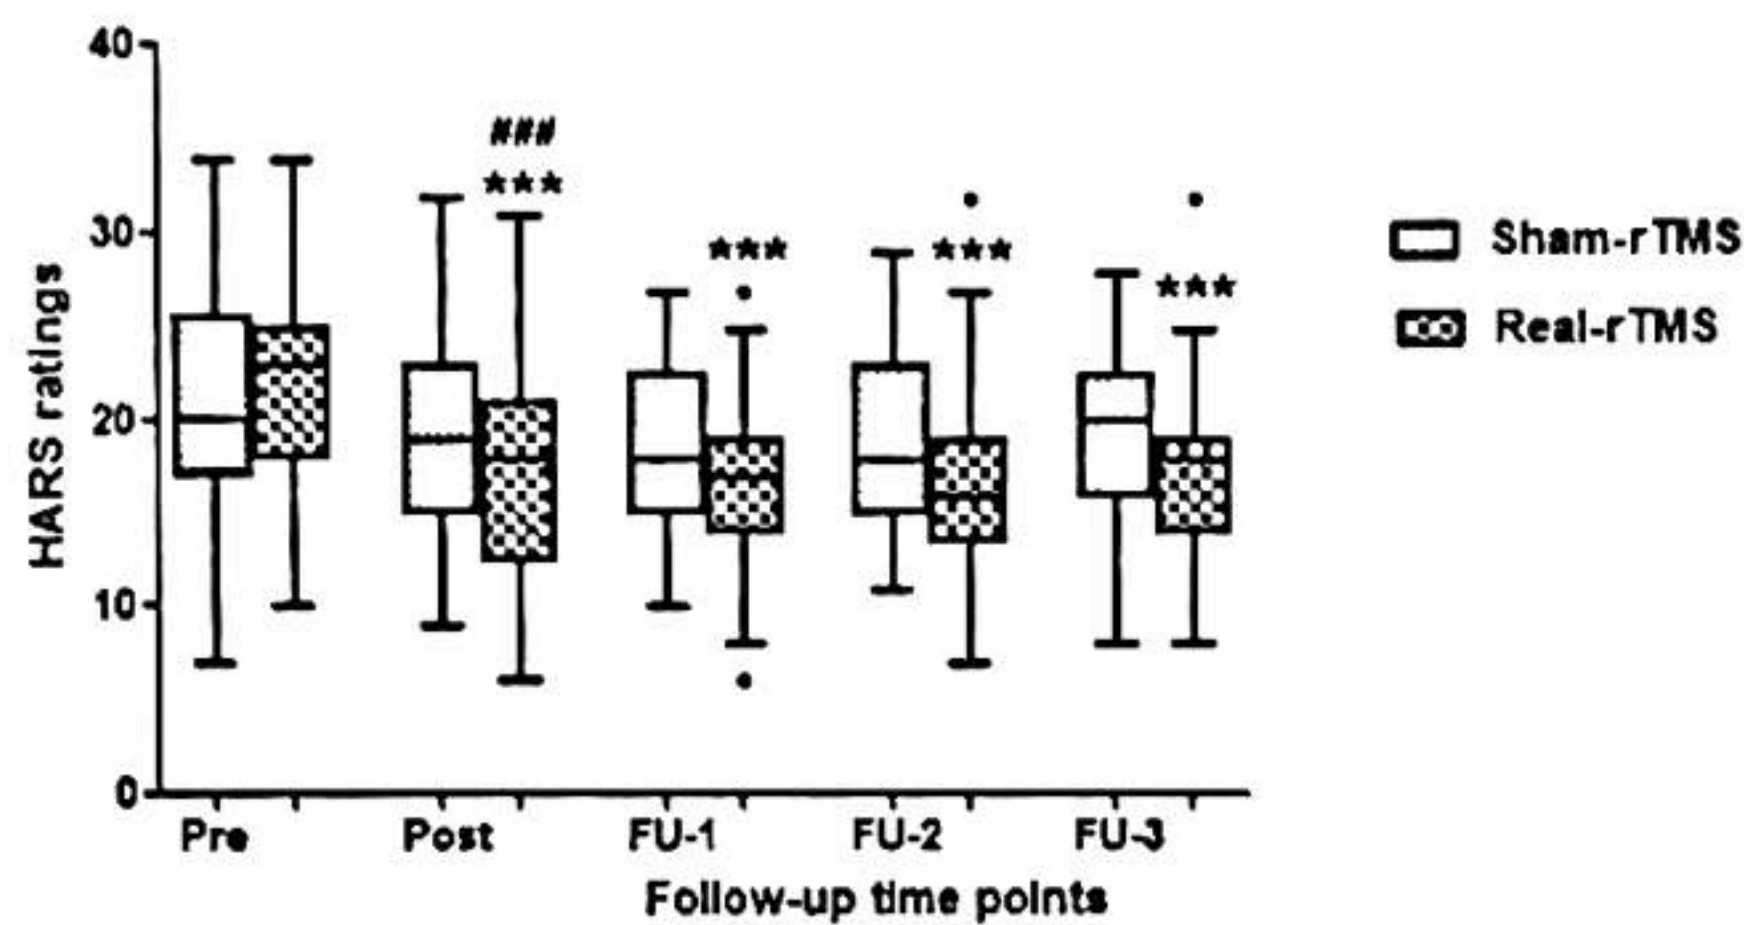 40
###
***
30
***
***
***
Sham-rTMS
Real-rTMS
20
10
0
HARS ratings
Pre
Post
FU-1
FU-2
FU-3
Follow-up time points